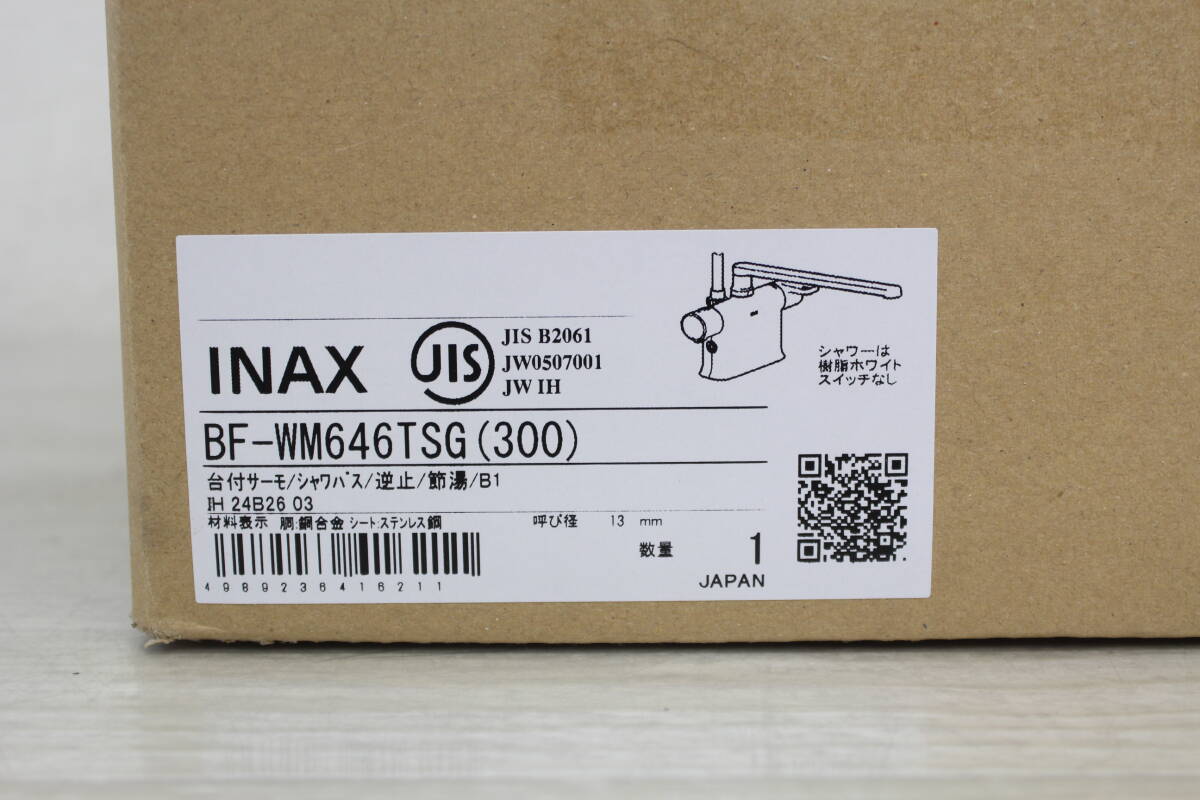 INAX
JIS
JIS B2061
JW0507001
JW IH
シャワーは
樹脂ホワイト
スイッチなし
BF-WM646TSG(300)
台付サーモ/シャワバス/逆止/節湯/B1
IH 24B26 03
材料表示 胴:銅合金 シート:ステンレス鋼 呼び径 13 mm
数量 1
JAPAN
4989236416211